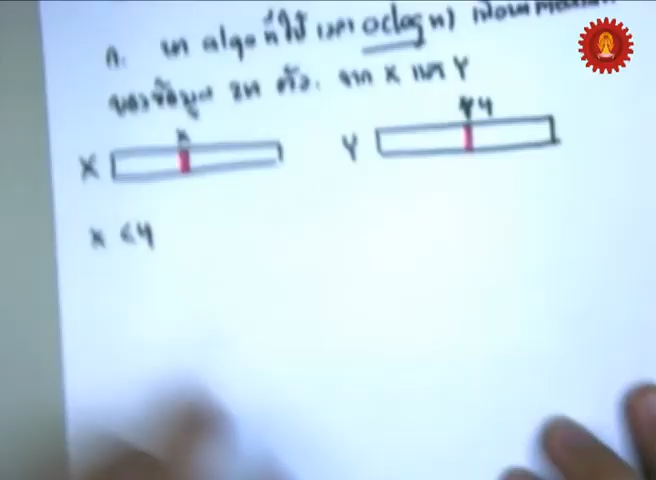 ก. หา algo ที่ใช้ เวลา O(log n) เพื่อหา
ของข้อมูล 2n ตัว. จาก X และ Y
x
y
X
Y
x < y